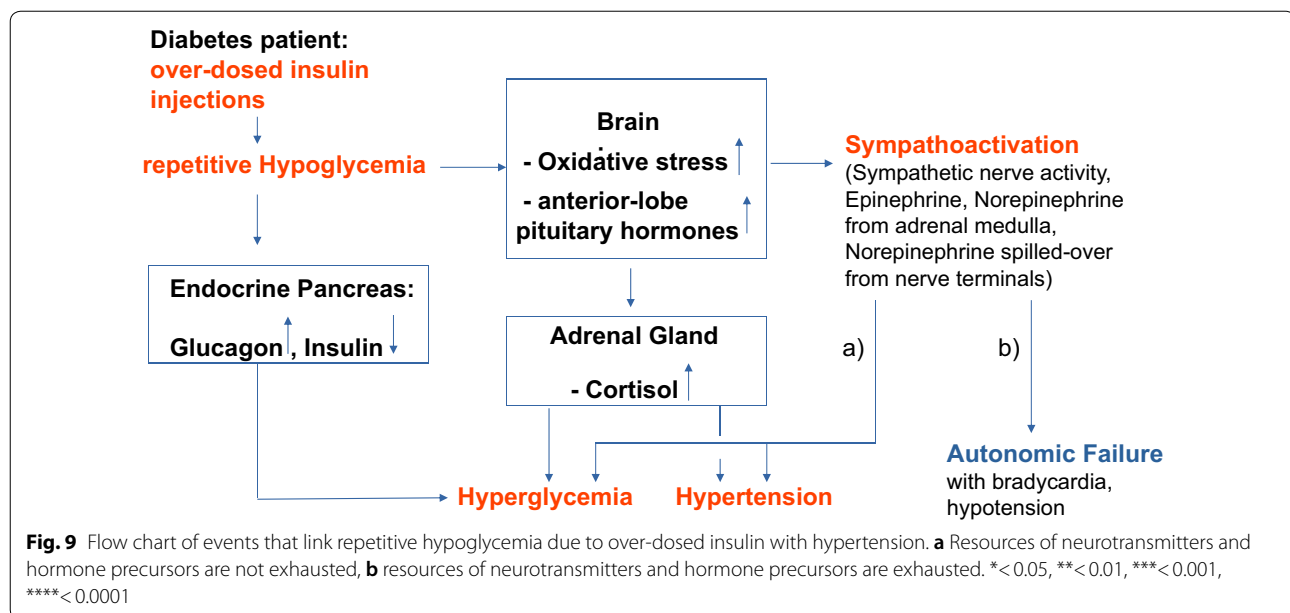 Diabetes patient:
over-dosed insulin
injections
repetitive Hypoglycemia
Brain
- Oxidative stress
- anterior-lobe
pituitary hormones
Sympathoactivation
(Sympathetic nerve activity,
Epinephrine, Norepinephrine
from adrenal medulla,
Norepinephrine spilled-over
from nerve terminals)
Endocrine Pancreas:
Glucagon , Insulin
Adrenal Gland
- Cortisol
a)
b)
Hyperglycemia
Hypertension
Autonomic Failure
with bradycardia,
hypotension
Fig. 9 Flow chart of events that link repetitive hypoglycemia due to over-dosed insulin with hypertension. a Resources of neurotransmitters and
hormone precursors are not exhausted, b resources of neurotransmitters and hormone precursors are exhausted. *< 0.05, **< 0.01, ***< 0.001,
****< 0.0001